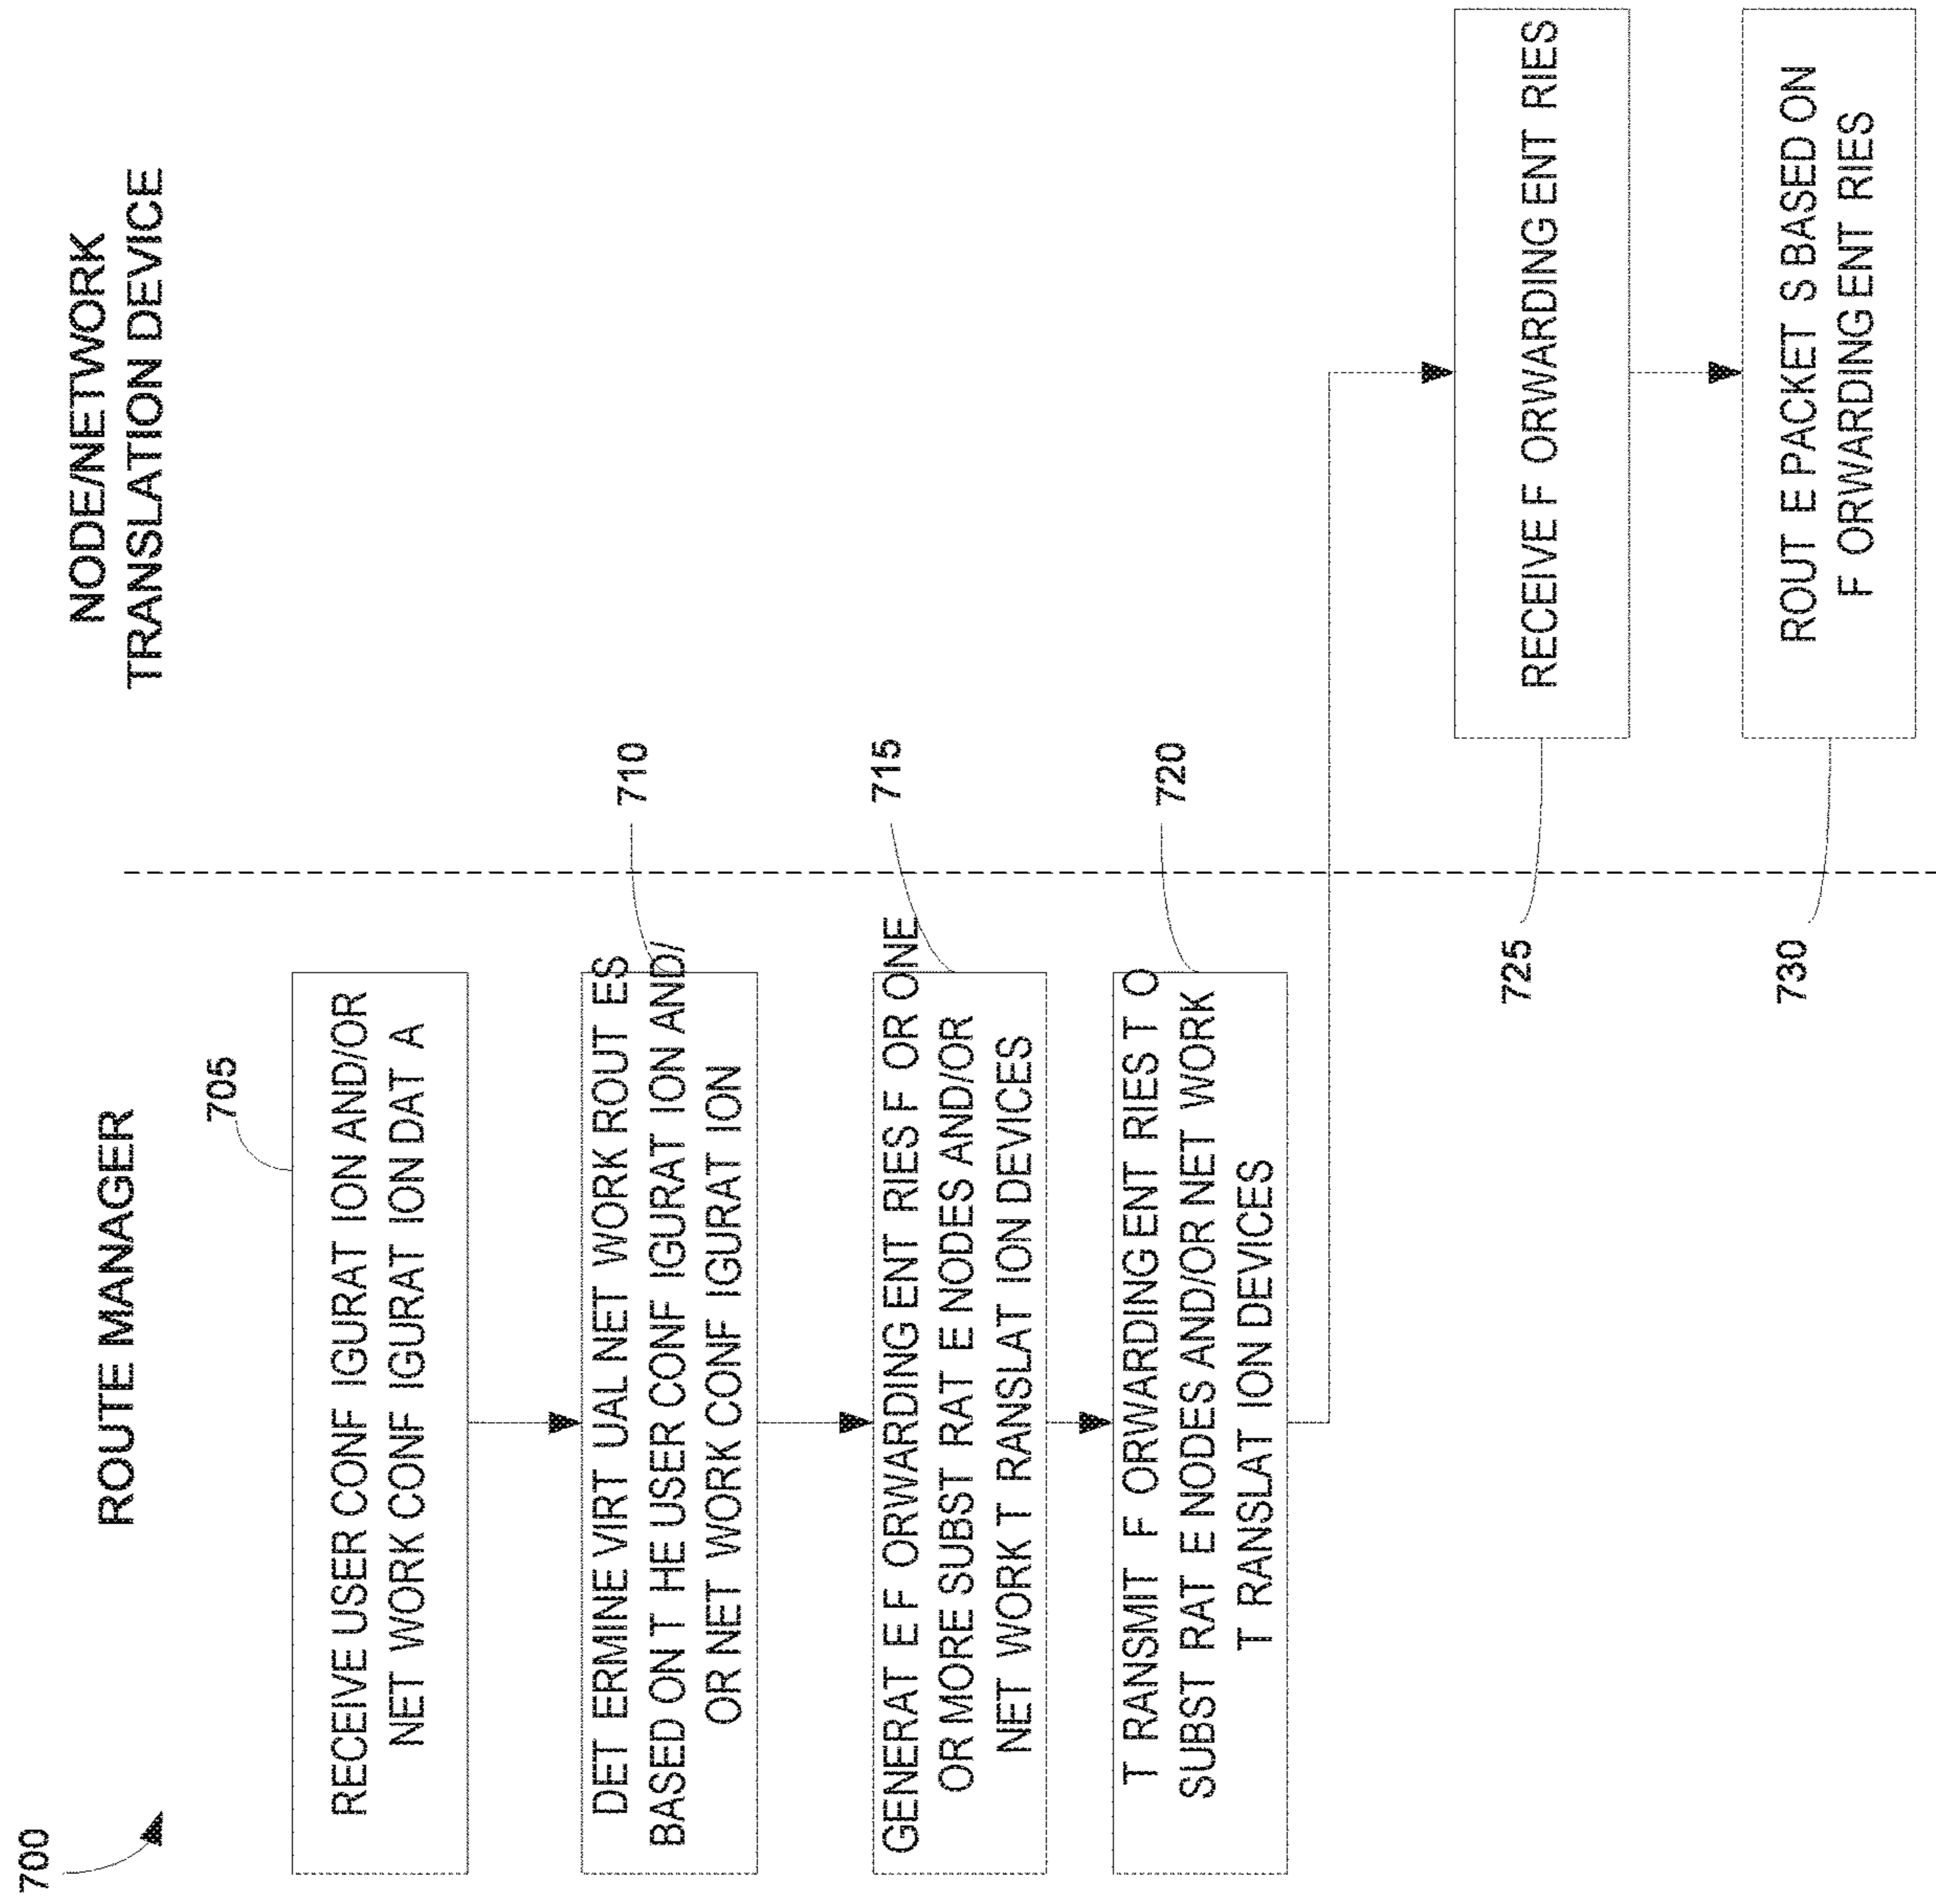 700
ROUTE MANAGER
NODE/NETWORK
TRANSLATION DEVICE
705
RECEIVE USER CONF IGURAT ION AND/OR
NET WORK CONF IGURAT ION DAT A
710
DET ERMINE VIRT UAL NET WORK ROUT ES
BASED ON T HE USER CONF IGURAT ION AND/
OR NET WORK CONF IGURAT ION
715
GENERAT E F ORWARDING ENT RIES F OR ONE
OR MORE SUBST RAT E NODES AND/OR
NET WORK T RANSLAT ION DEVICES
720
T RANSMIT F ORWARDING ENT RIES T O
SUBST RAT E NODES AND/OR NET WORK
T RANSLAT ION DEVICES
725
RECEIVE F ORWARDING ENT RIES
730
ROUT E PACKET S BASED ON
F ORWARDING ENT RIES